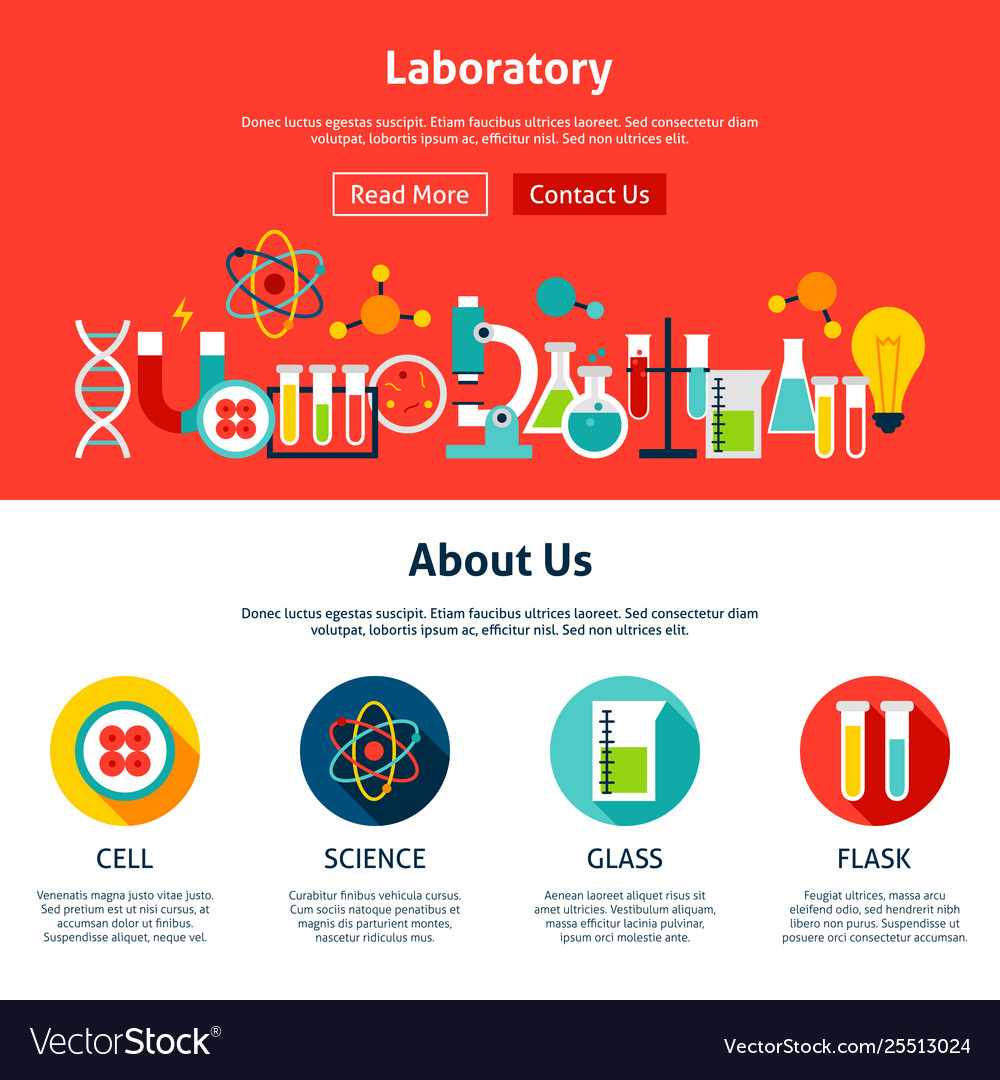 Laboratory
Donec luctus egestas suscipit. Etiam faucibus ultrices laoreet. Sed consectetur diam
volutpat, lobortis ipsum ac, efficitur nisl. Sed non ultrices elit.
Read More
Contact Us
About Us
Donec luctus egestas suscipit. Etiam faucibus ultrices laoreet. Sed consectetur diam
volutpat, lobortis ipsum ac, efficitur nisl. Sed non ultrices elit.
CELL
Venenatis magna justo vitae justo.
Sed pretium est ut nisi cursus, at
accumsan dolor ut finibus.
Suspendisse aliquet, neque vel.
SCIENCE
Curabitur finibus vehicula cursus.
Cum sociis natoque penatibus et
magnis dis parturient montes,
nascetur ridiculus mus.
GLASS
Aenean laoreet aliquet risus sit
amet ultricies. Vestibulum aliquam,
massa efficitur lacinia pulvinar,
ipsum orci molestie ante.
FLASK
Feugiat ultrices, massa arcu
eleifend odio, sed hendrerit nibh
libero non purus. Suspendisse ut
posuere orci consectetur accumsan.
VectorStock®
VectorStock.com/25513024